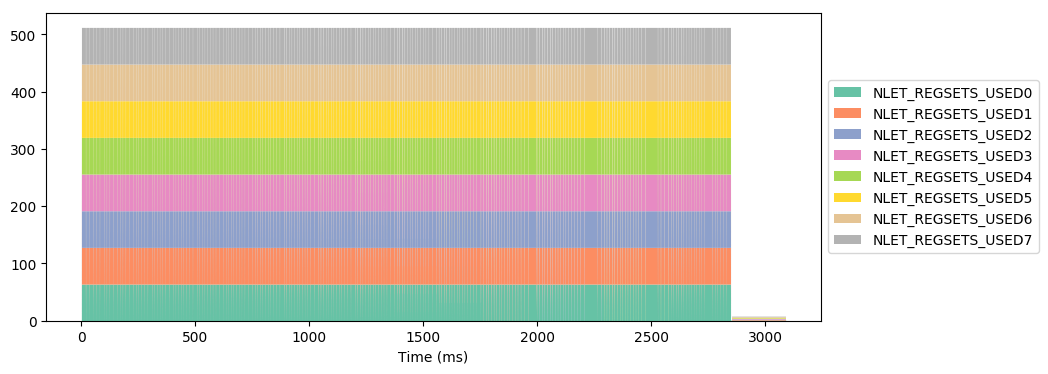 500
400
300
200
100
0
0 500 1000 1500 2000 2500 3000
Time (ms)
NLET_REGSETS_USED0
NLET_REGSETS_USED1
NLET_REGSETS_USED2
NLET_REGSETS_USED3
NLET_REGSETS_USED4
NLET_REGSETS_USED5
NLET_REGSETS_USED6
NLET_REGSETS_USED7